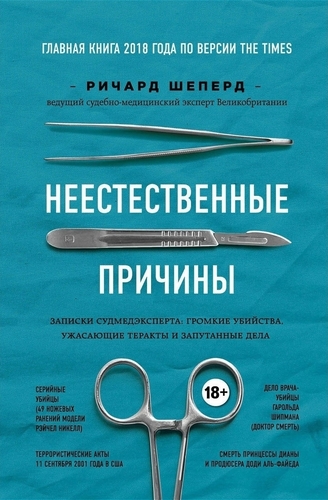 ГЛАВНАЯ КНИГА 2018 ГОДА ПО ВЕРСИИ THE TIMES
– РИЧАРД ШЕПЕРД –
ведущий судебно-медицинский эксперт Великобритании
НЕЕСТЕСТВЕННЫЕ
ПРИЧИНЫ
ЗАПИСКИ СУДМЕДЭКСПЕРТА: ГРОМКИЕ УБИЙСТВА,
УЖАСАЮЩИЕ ТЕРАКТЫ И ЗАПУТАННЫЕ ДЕЛА
СЕРИЙНЫЕ
УБИЙЦЫ
(49 НОЖЕВЫХ
РАНЕНИЙ МОДЕЛИ
РЭЙЧЕЛ НИКЕЛЛ)
18+
ДЕЛО ВРАЧА-
УБИЙЦЫ
ГАРОЛЬДА
ШИПМАНА
(ДОКТОР СМЕРТЬ)
ТЕРРОРИСТИЧЕСКИЕ АКТЫ
11 СЕНТЯБРЯ 2001 ГОДА В США
СМЕРТЬ ПРИНЦЕССЫ ДИАНЫ
И ПРОДЮСЕРА ДОДИ АЛЬ-ФАЙЕДА